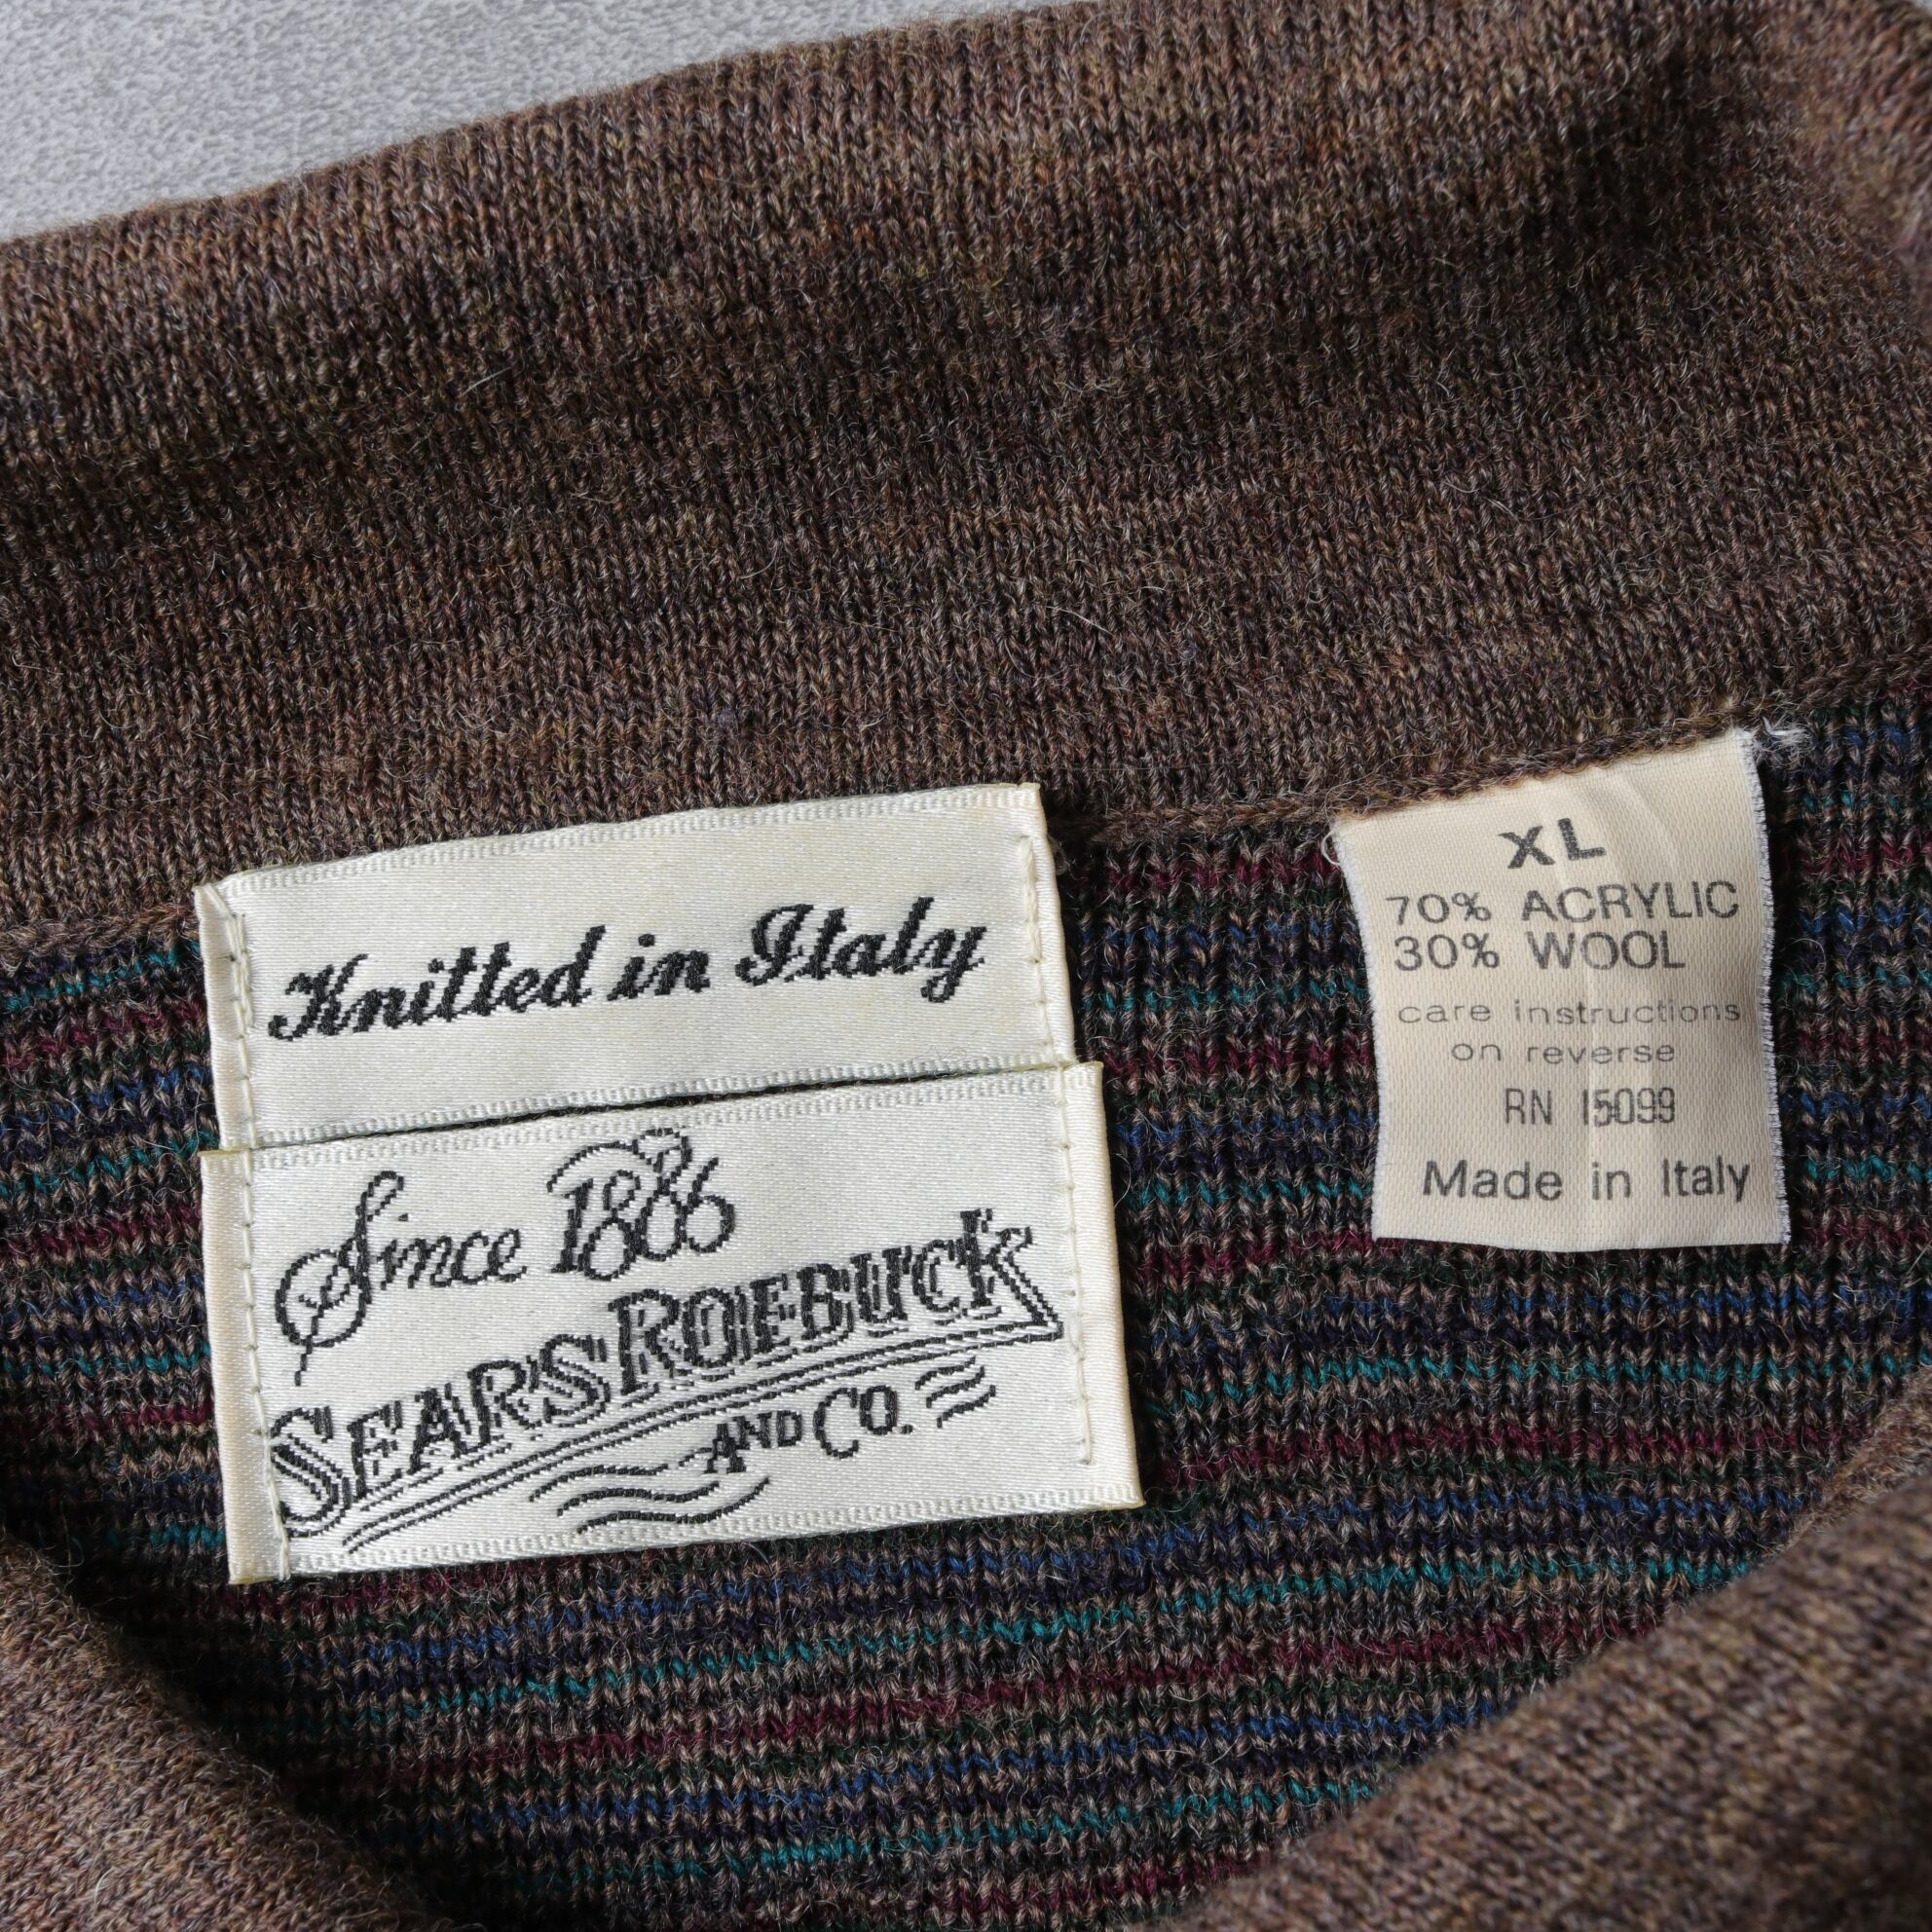 Knitted in Italy
Since 1886
SEARS ROEBUCK
AND CO.
XL
70% ACRYLIC
30% WOOL
care instructions
on reverse
RN 15099
Made in Italy